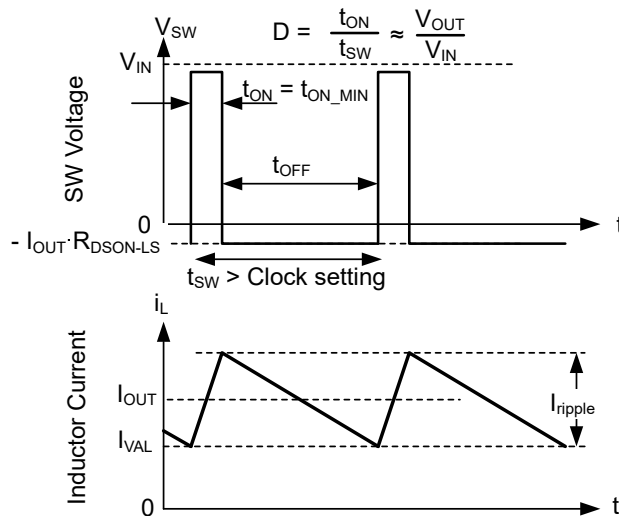 V_SW
D = t_ON / t_SW ≈ V_OUT / V_IN
V_IN
t_ON = t_ON_MIN
SW Voltage
t_OFF
0
t
- I_OUT·R_DSON-LS
t_SW > Clock setting
i_L
Inductor Current
I_OUT
I_ripple
I_VAL
0
t